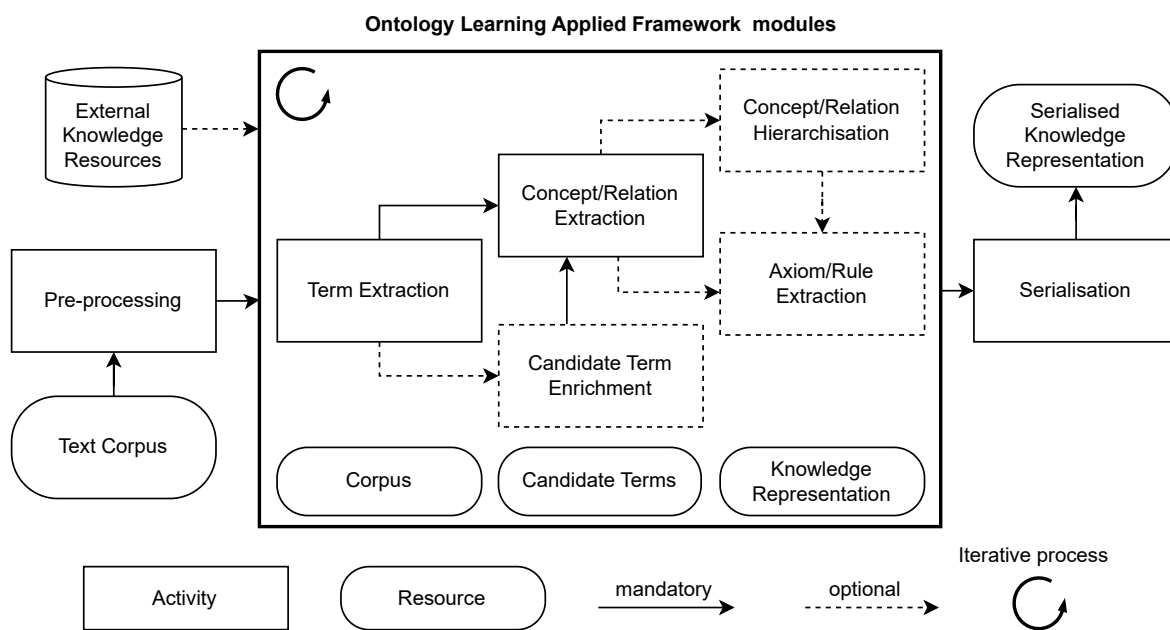 Ontology Learning Applied Framework modules
External
Knowledge
Resources
Pre-processing
Text Corpus
Term Extraction
Concept/Relation
Extraction
Candidate Term
Enrichment
Concept/Relation
Hierarchisation
Axiom/Rule
Extraction
Corpus
Candidate Terms
Knowledge
Representation
Serialised
Knowledge
Representation
Serialisation
Activity
Resource
mandatory
optional
Iterative process